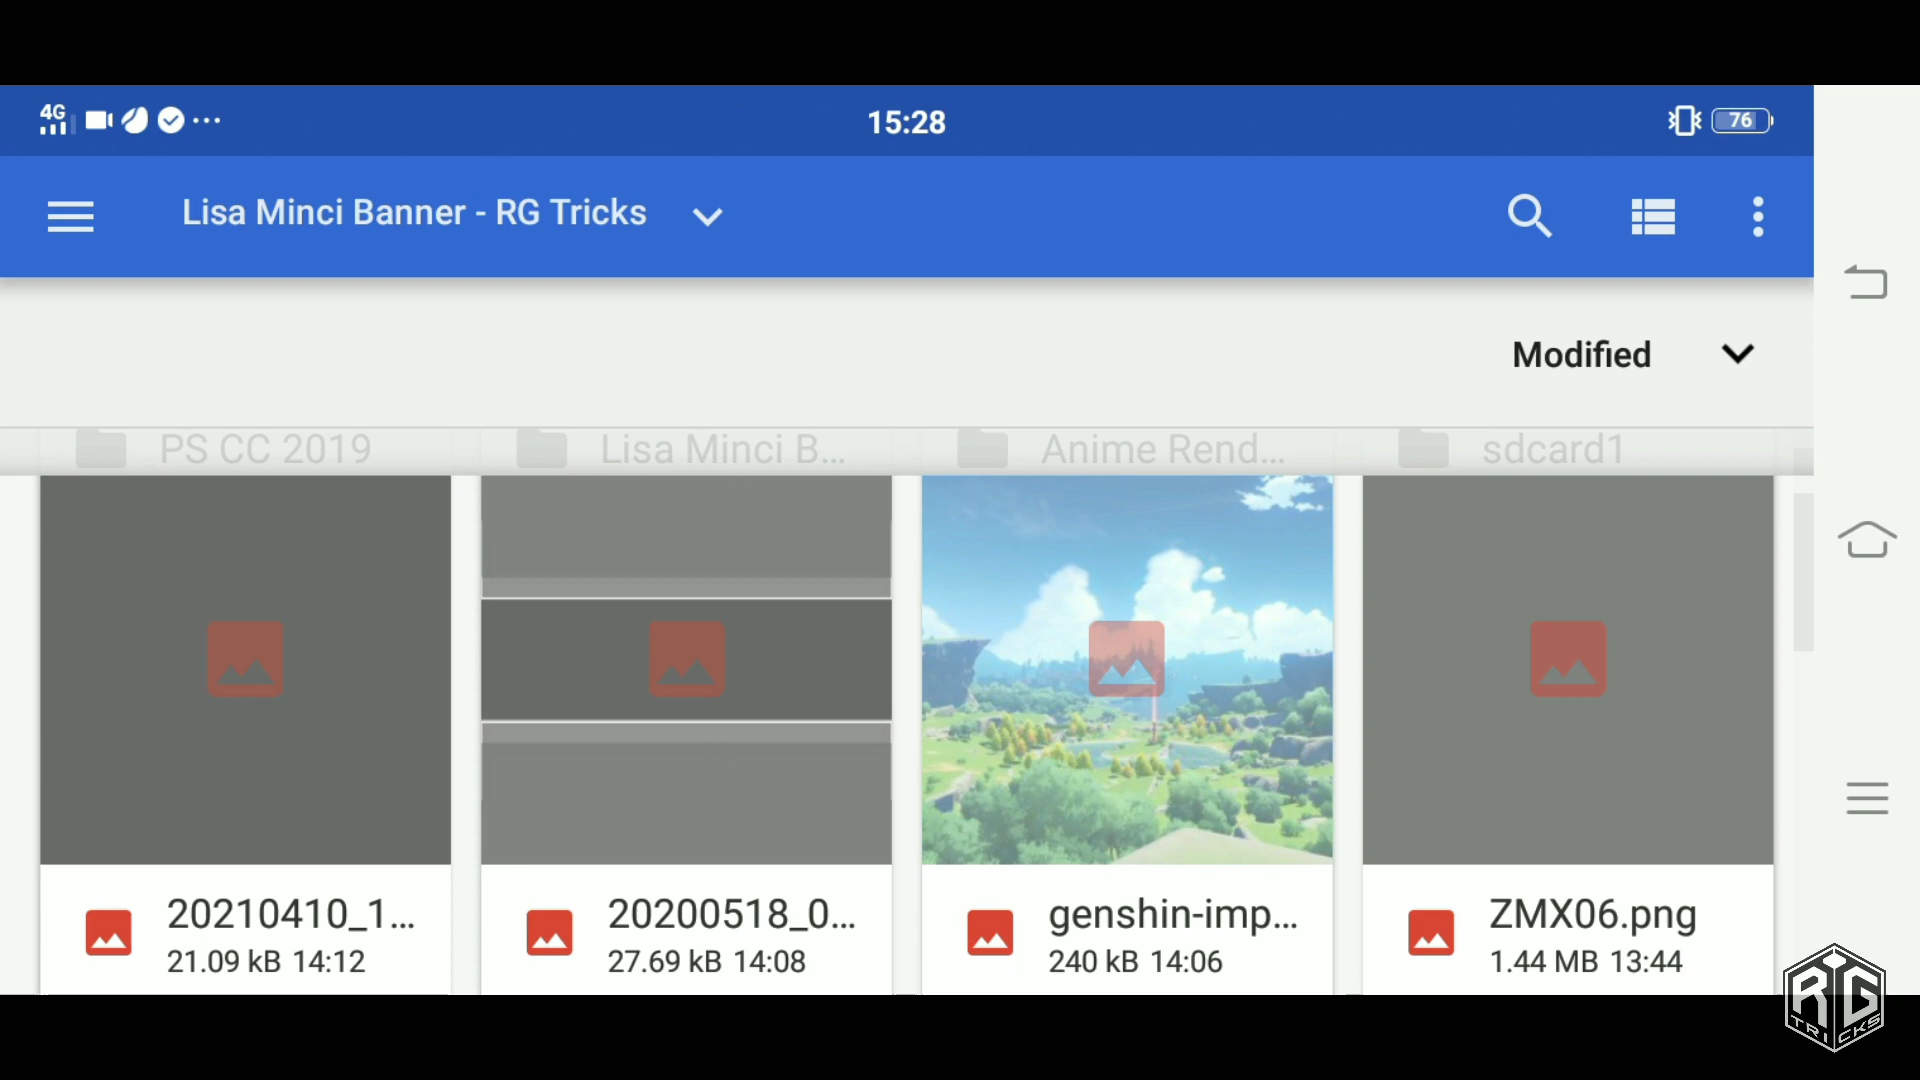 4G
15:28
76
Lisa Minci Banner - RG Tricks
Modified
PS CC 2019
Lisa Minci B...
Anime Rend...
sdcard1
20210410_1...
21.09 kB 14:12
20200518_0...
27.69 kB 14:08
genshin-imp...
240 kB 14:06
ZMX06.png
1.44 MB 13:44
RG
TRICKS